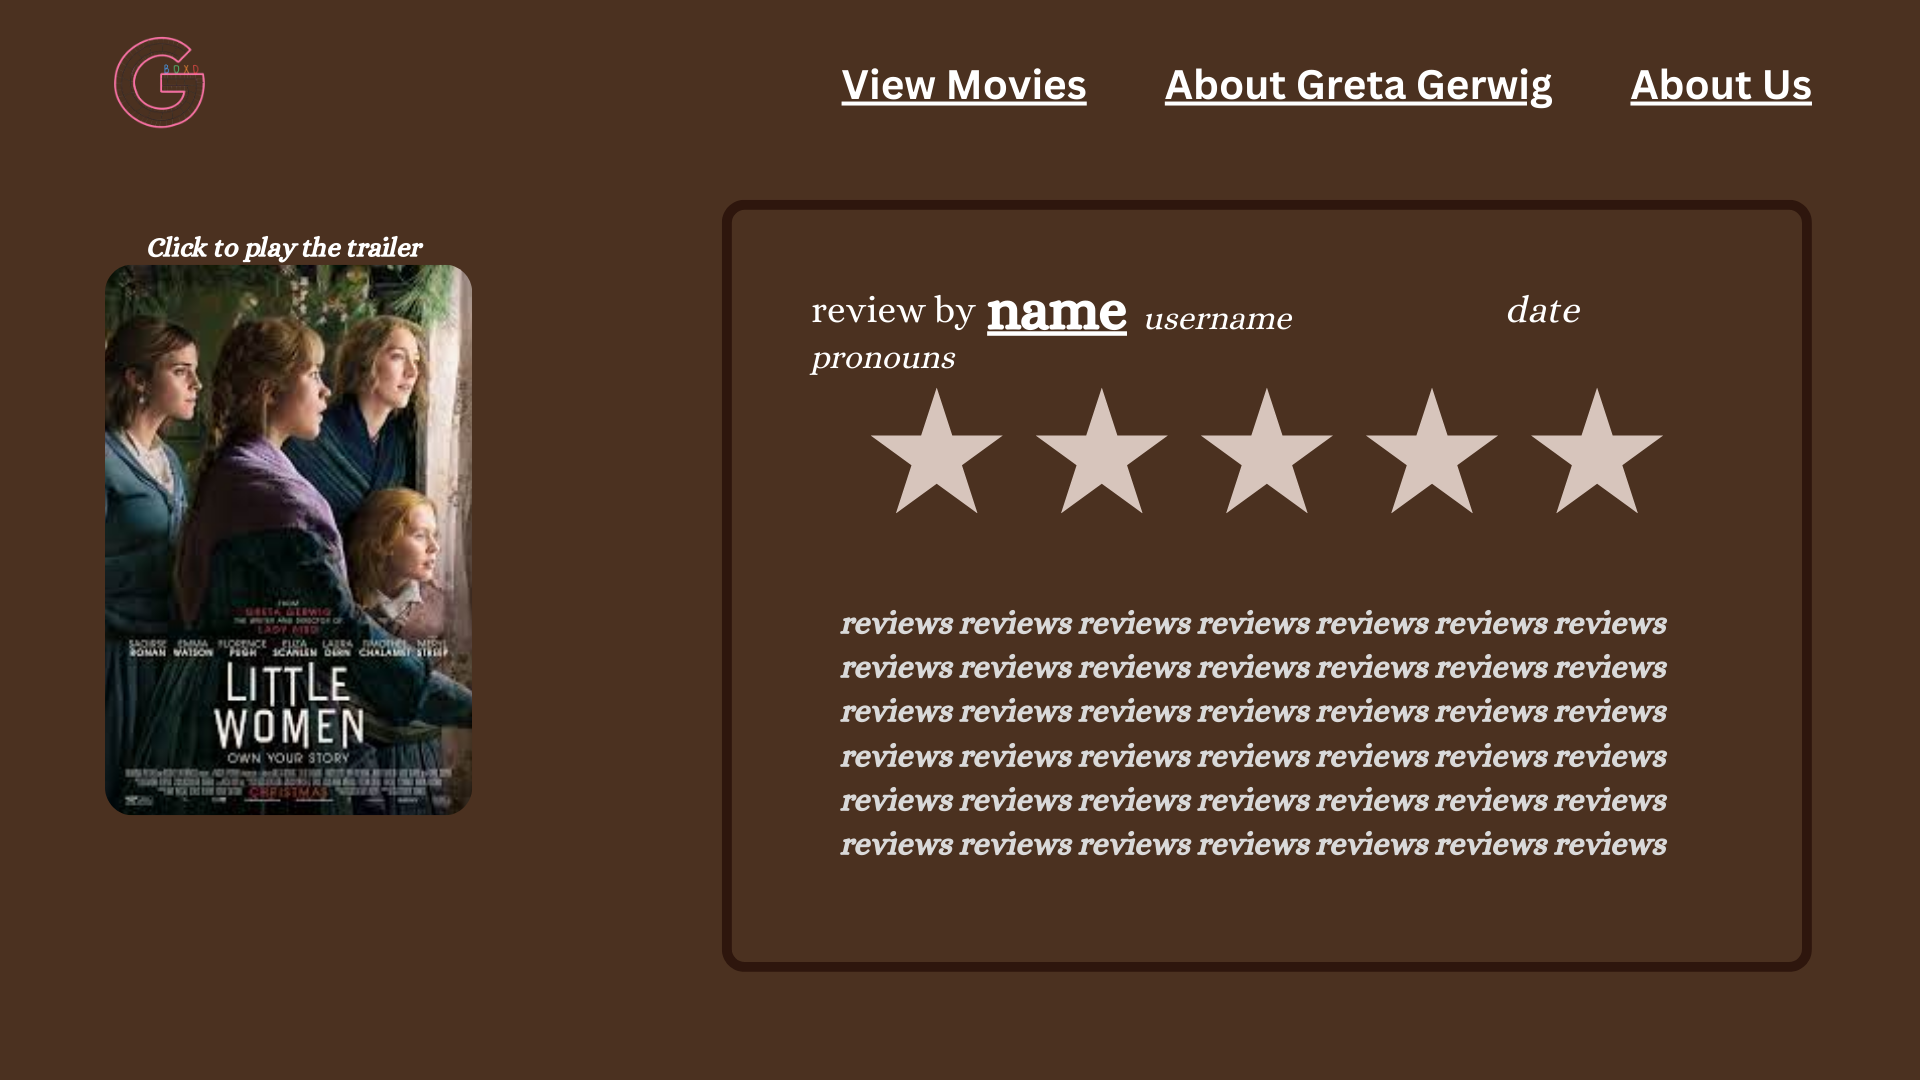 BOXD
View Movies About Greta Gerwig About Us
Click to play the trailer
review by name username date
pronouns
FROM
GRETA GERWIG
THE WRITER AND DIRECTOR OF
LADY BIRD
SAOIRSE EMMA FLORENCE ELIZA LAURA TIMOTHÉE MERYL
RONAN WATSON PUGH SCANLEN DERN CHALAMET STREEP
LITTLE
WOMEN
OWN YOUR STORY
CHRISTMAS
reviews reviews reviews reviews reviews reviews reviews
reviews reviews reviews reviews reviews reviews reviews
reviews reviews reviews reviews reviews reviews reviews
reviews reviews reviews reviews reviews reviews reviews
reviews reviews reviews reviews reviews reviews reviews
reviews reviews reviews reviews reviews reviews reviews